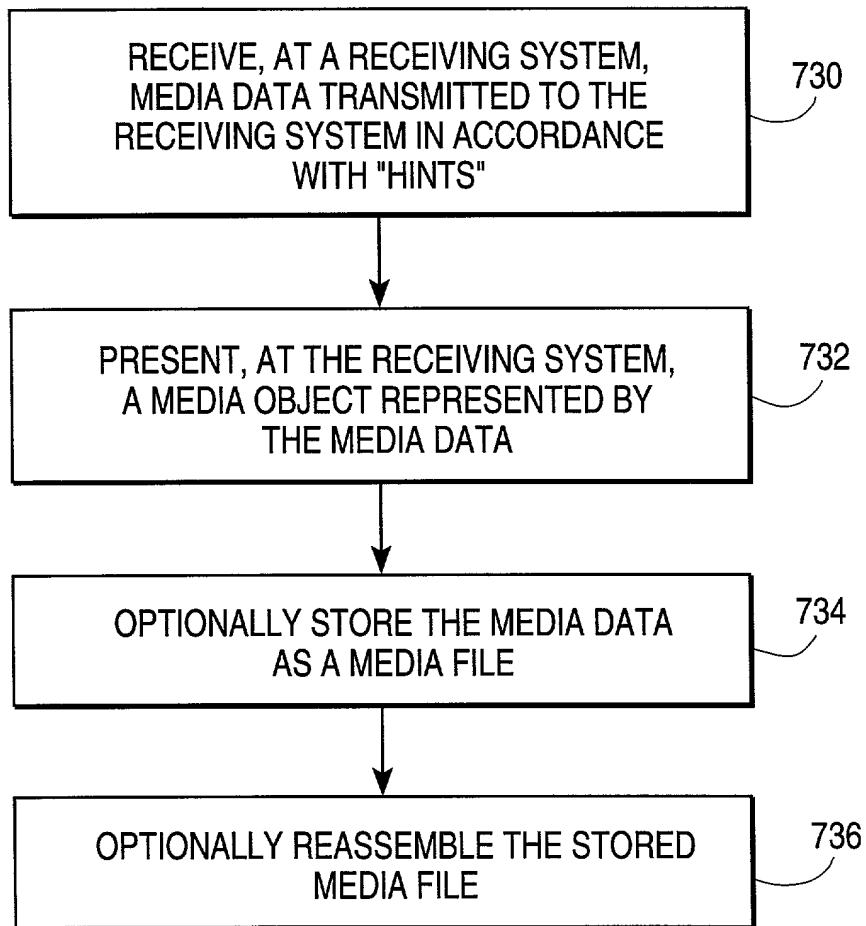 RECEIVE, AT A RECEIVING SYSTEM,
MEDIA DATA TRANSMITTED TO THE
RECEIVING SYSTEM IN ACCORDANCE
WITH "HINTS"
730
PRESENT, AT THE RECEIVING SYSTEM,
A MEDIA OBJECT REPRESENTED BY
THE MEDIA DATA
732
OPTIONALLY STORE THE MEDIA DATA
AS A MEDIA FILE
734
OPTIONALLY REASSEMBLE THE STORED
MEDIA FILE
736